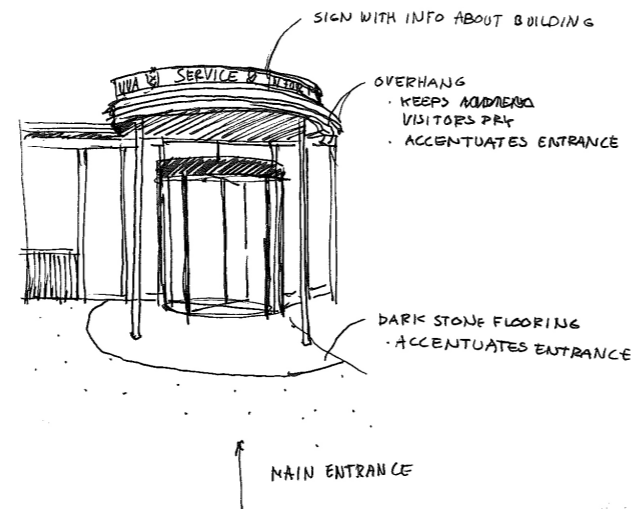 SIGN WITH INFO ABOUT BUILDING
SERVICE
OVERHANG
· KEEPS
VISITORS DRY
· ACCENTUATES ENTRANCE
DARK STONE FLOORING
· ACCENTUATES ENTRANCE
MAIN ENTRANCE